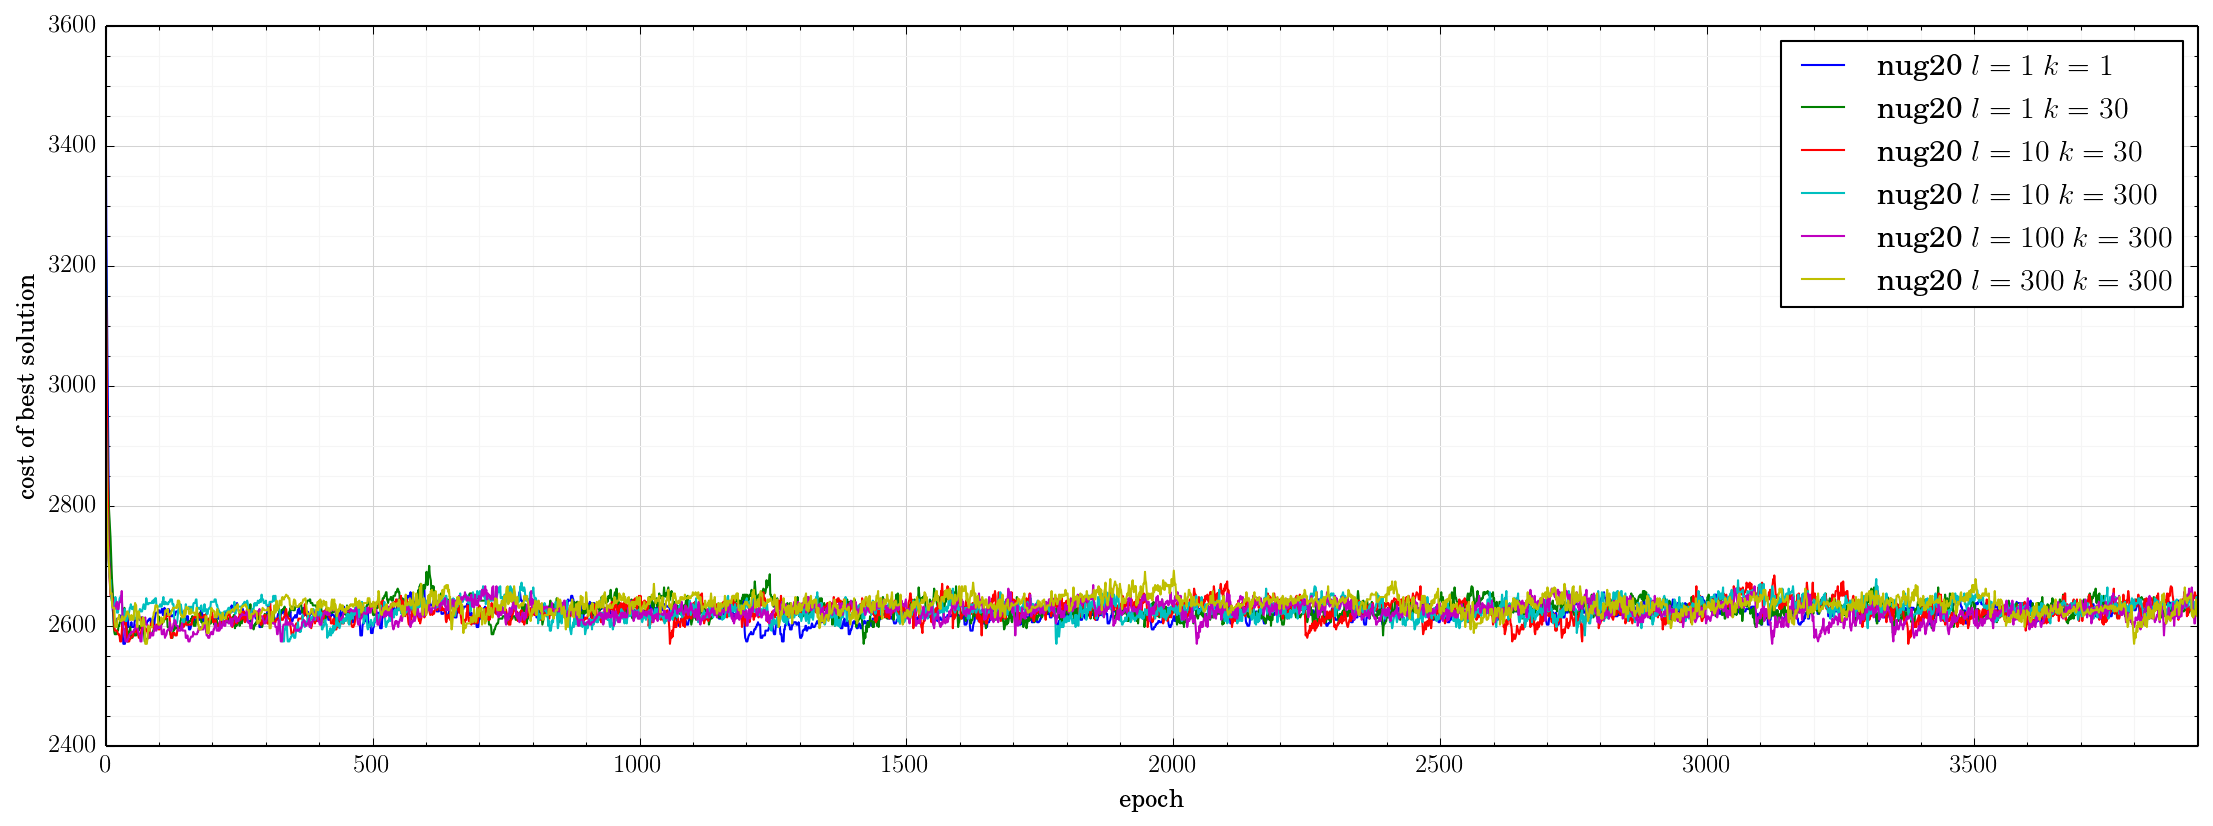 3600
3400
3200
3000
2800
2600
2400
cost of best solution
0 500 1000 1500 2000 2500 3000 3500
epoch
nug20 l = 1 k = 1
nug20 l = 1 k = 30
nug20 l = 10 k = 30
nug20 l = 10 k = 300
nug20 l = 100 k = 300
nug20 l = 300 k = 300